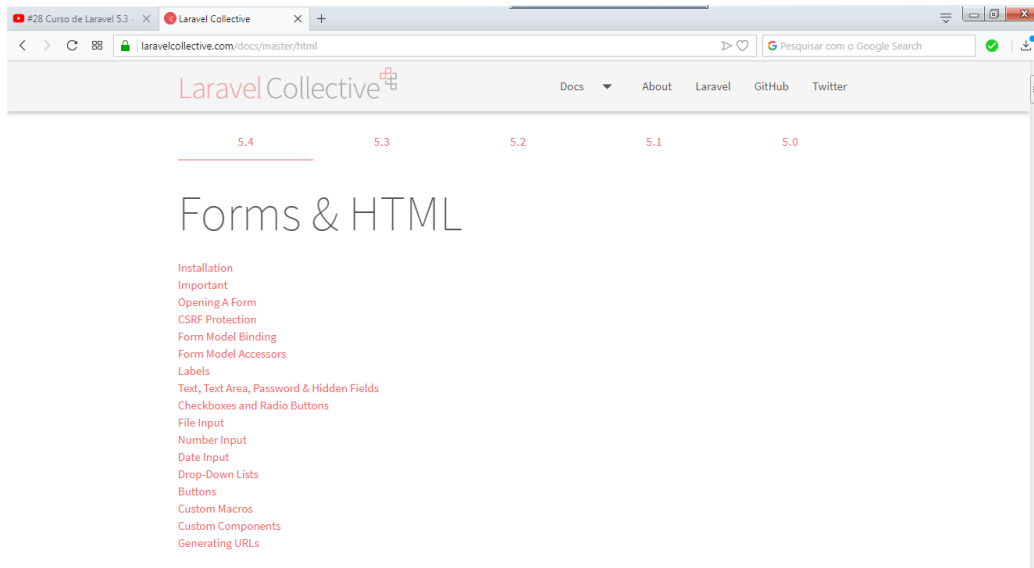 #28 Curso de Laravel 5.3 -
Laravel Collective
laravelcollective.com/docs/master/html
Pesquisar com o Google Search
Laravel Collective
Docs About Laravel GitHub Twitter
5.4 5.3 5.2 5.1 5.0
Forms & HTML
Installation
Important
Opening A Form
CSRF Protection
Form Model Binding
Form Model Accessors
Labels
Text, Text Area, Password & Hidden Fields
Checkboxes and Radio Buttons
File Input
Number Input
Date Input
Drop-Down Lists
Buttons
Custom Macros
Custom Components
Generating URLs